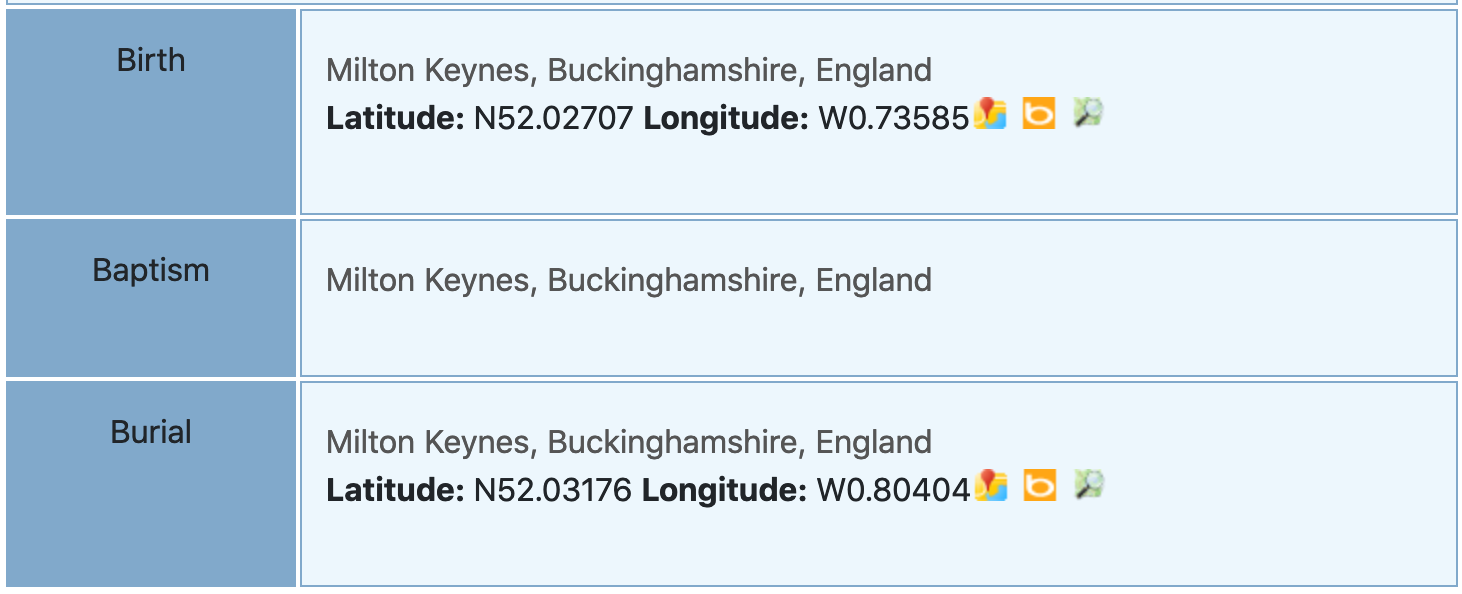 Birth
Milton Keynes, Buckinghamshire, England
Latitude: N52.02707 Longitude: W0.73585
Baptism
Milton Keynes, Buckinghamshire, England
Burial
Milton Keynes, Buckinghamshire, England
Latitude: N52.03176 Longitude: W0.80404